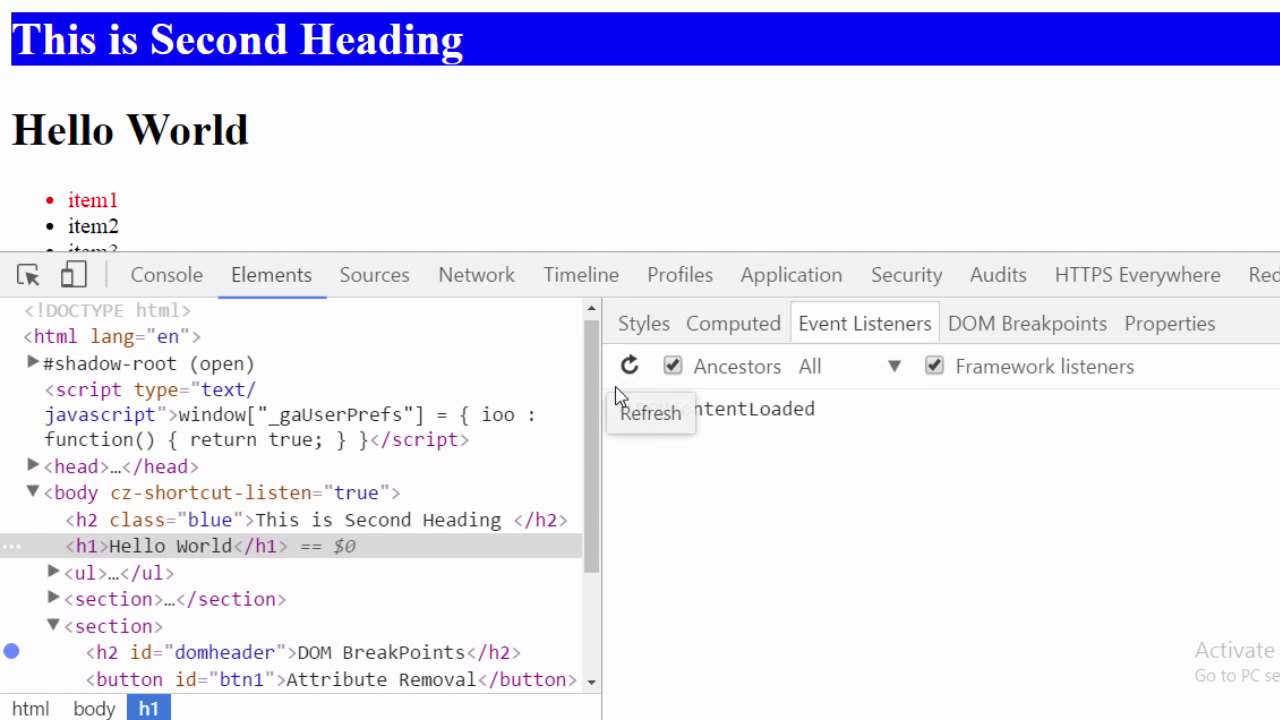 This is Second Heading
Hello World
item1
item2
item3
Console Elements Sources Network Timeline Profiles Application Security Audits HTTPS Everywhere Red
<!DOCTYPE html>
<html lang="en">
#shadow-root (open)
<script type="text/
javascript">window["_gaUserPrefs"] = { ioo :
function() { return true; } }</script>
<head>…</head>
<body cz-shortcut-listen="true">
<h2 class="blue">This is Second Heading </h2>
<h1>Hello World</h1> == $0
<ul>…</ul>
<section>…</section>
<section>
<h2 id="domheader">DOM BreakPoints</h2>
<button id="btn1">Attribute Removal</button>
html body h1
Styles Computed Event Listeners DOM Breakpoints Properties
Ancestors All Framework listeners
Refresh
ntentLoaded
Activate
Go to PC se